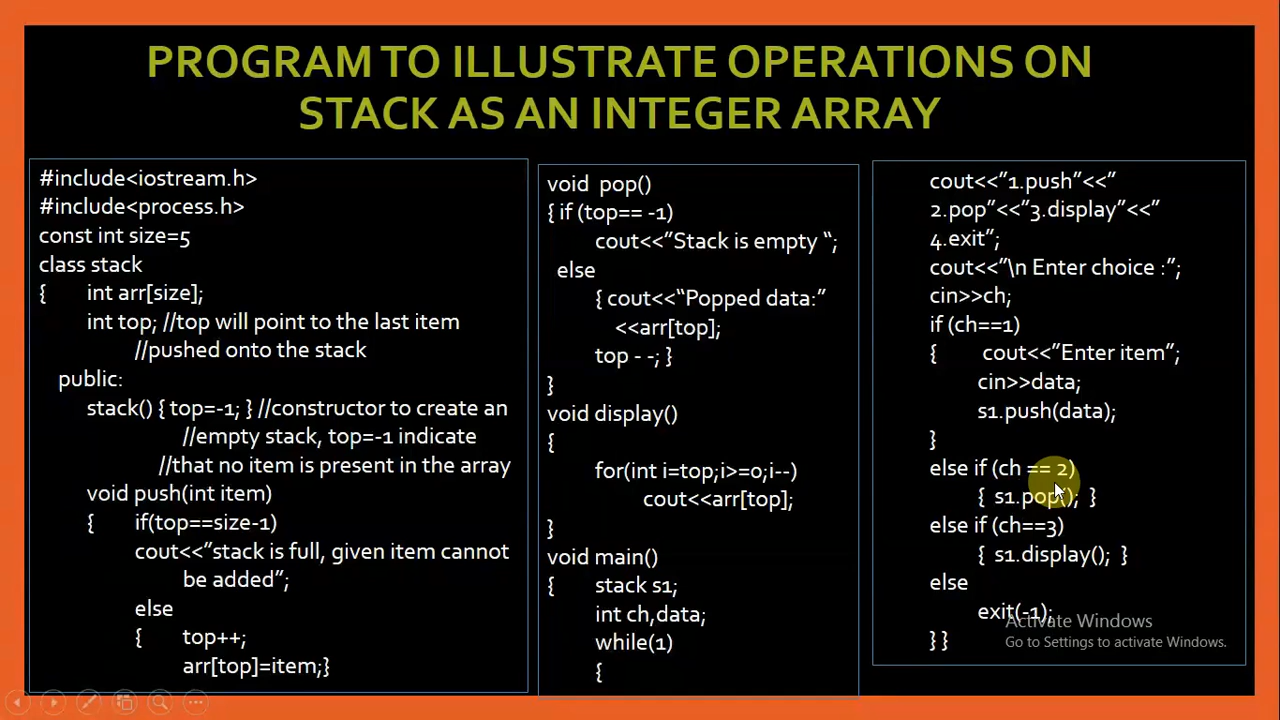 PROGRAM TO ILLUSTRATE OPERATIONS ON
STACK AS AN INTEGER ARRAY
#include<iostream.h>
#include<process.h>
const int size=5
class stack
{ int arr[size];
int top; //top will point to the last item
//pushed onto the stack
public:
stack() { top=-1; } //constructor to create an
//empty stack, top=-1 indicate
//that no item is present in the array
void push(int item)
{ if(top==size-1)
cout<<”stack is full, given item cannot
be added”;
else
{ top++;
arr[top]=item;}
void pop()
{ if (top== -1)
cout<<”Stack is empty “;
else
{ cout<<“Popped data:”
<<arr[top];
top - -; }
}
void display()
{
for(int i=top;i>=0;i--)
cout<<arr[top];
}
void main()
{ stack s1;
int ch,data;
while(1)
{
cout<<”1.push”<<”
2.pop”<<”3.display”<<”
4.exit”;
cout<<”\n Enter choice :”;
cin>>ch;
if (ch==1)
{ cout<<”Enter item”;
cin>>data;
s1.push(data);
}
else if (ch == 2)
{ s1.pop(); }
else if (ch==3)
{ s1.display(); }
else
exit(-1);
} }
Activate Windows
Go to Settings to activate Windows.